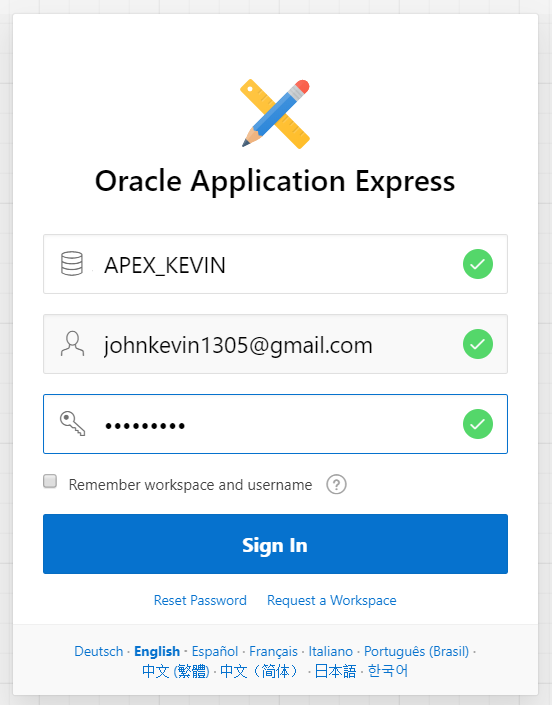 Oracle Application Express
APEX_KEVIN
johnkevin1305@gmail.com
•••••••••
Remember workspace and username ?
Sign In
Reset Password Request a Workspace
Deutsch · English · Español · Français · Italiano · Português (Brasil) ·
中文 (繁體) · 中文（简体） · 日本語 · 한국어